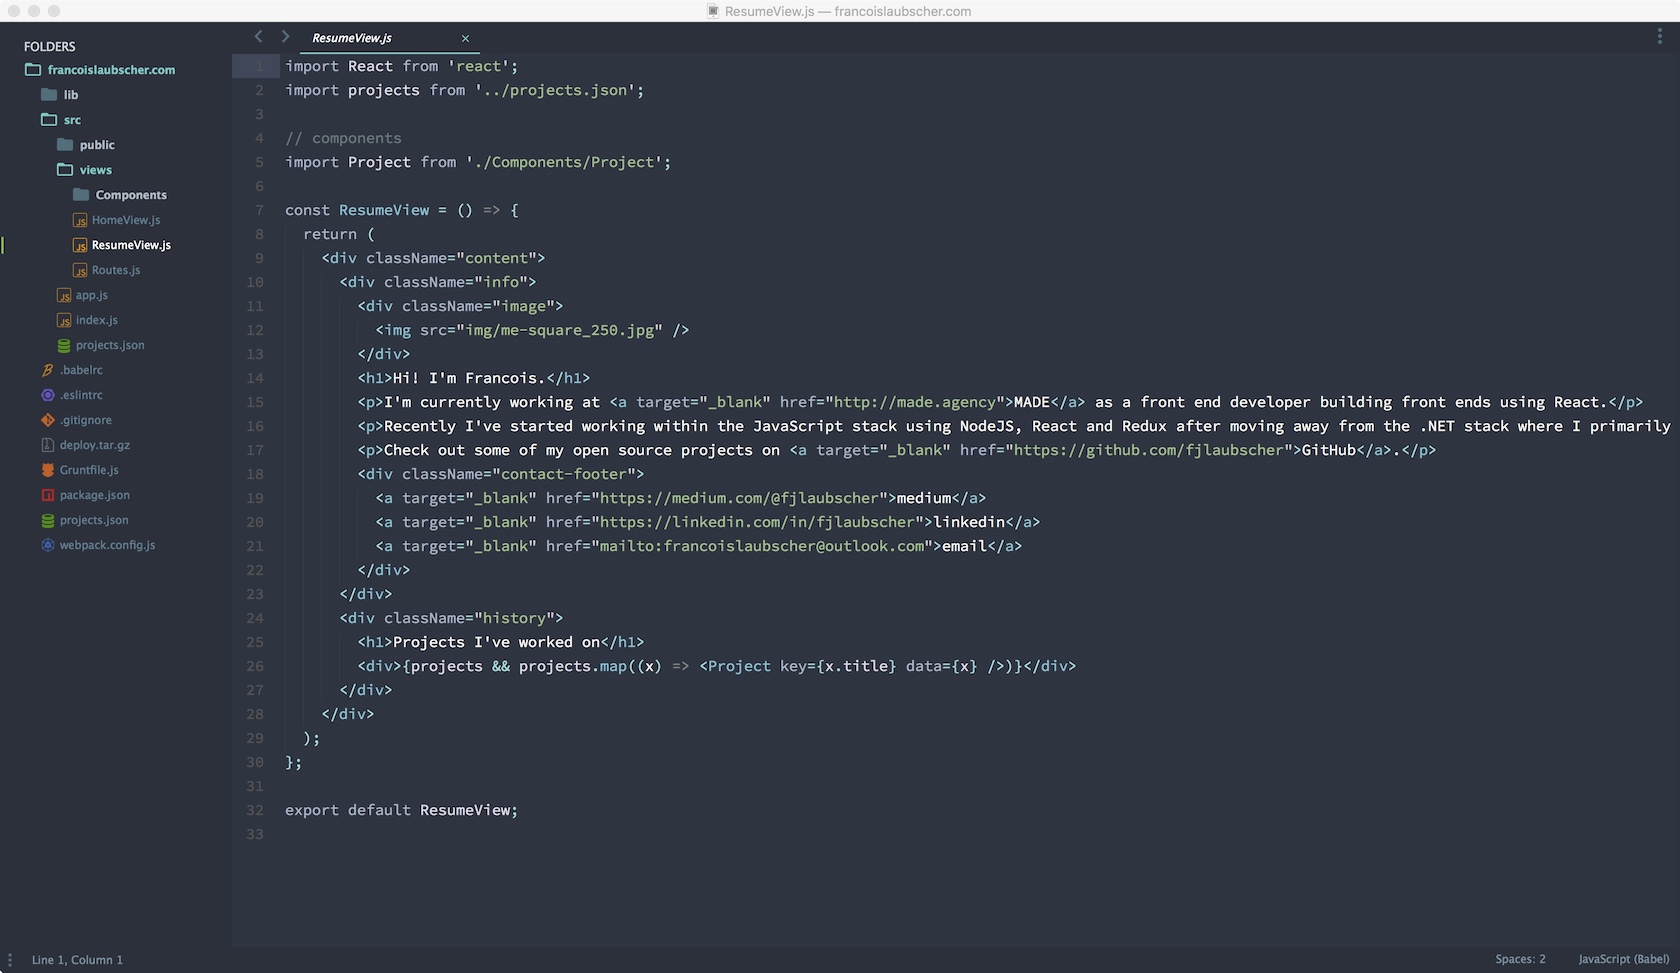 ResumeView.js — francoislaubscher.com
FOLDERS
francoislaubscher.com
lib
src
public
views
Components
HomeView.js
ResumeView.js
Routes.js
app.js
index.js
projects.json
.babelrc
.eslintrc
.gitignore
deploy.tar.gz
Gruntfile.js
package.json
projects.json
webpack.config.js
ResumeView.js ×
1 import React from 'react';
2 import projects from '../projects.json';
3
4 // components
5 import Project from './Components/Project';
6
7 const ResumeView = () => {
8 return (
9 <div className="content">
10 <div className="info">
11 <div className="image">
12 <img src="img/me-square_250.jpg" />
13 </div>
14 <h1>Hi! I'm Francois.</h1>
15 <p>I'm currently working at <a target="_blank" href="http://made.agency">MADE</a> as a front end developer building front ends using React.</p>
16 <p>Recently I've started working within the JavaScript stack using NodeJS, React and Redux after moving away from the .NET stack where I primarily
17 <p>Check out some of my open source projects on <a target="_blank" href="https://github.com/fjlaubscher">GitHub</a>.</p>
18 <div className="contact-footer">
19 <a target="_blank" href="https://medium.com/@fjlaubscher">medium</a>
20 <a target="_blank" href="https://linkedin.com/in/fjlaubscher">linkedin</a>
21 <a target="_blank" href="mailto:francoislaubscher@outlook.com">email</a>
22 </div>
23 </div>
24 <div className="history">
25 <h1>Projects I've worked on</h1>
26 <div>{projects && projects.map((x) => <Project key={x.title} data={x} />)}</div>
27 </div>
28 </div>
29 );
30 };
31
32 export default ResumeView;
33
Line 1, Column 1
Spaces: 2
JavaScript (Babel)